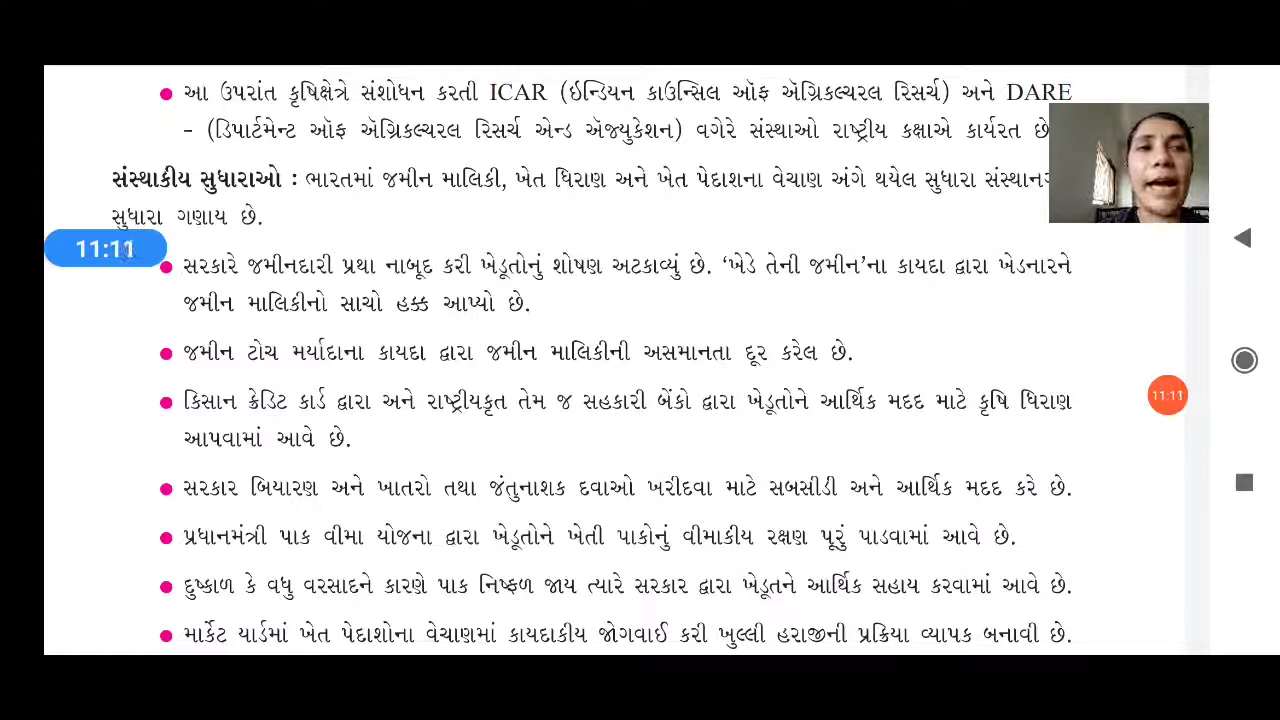 આ ઉપરાંત કૃષિક્ષેત્રે સંશોધન કરતી ICAR (ઈન્ડિયન કાઉન્સિલ ઑફ ઍગ્રિકલ્ચરલ રિસર્ચ) અને DARE
- (ડિપાર્ટમેન્ટ ઑફ ઍગ્રિકલ્ચરલ રિસર્ચ એન્ડ ઍજ્યુકેશન) વગેરે સંસ્થાઓ રાષ્ટ્રીય કક્ષાએ કાર્યરત છે
સંસ્થાકીય સુધારાઓ : ભારતમાં જમીન માલિકી, ખેત ધિરાણ અને ખેત પેદાશના વેચાણ અંગે થયેલ સુધારા
સુધારા ગણાય છે.
11:11
સરકારે જમીનદારી પ્રથા નાબૂદ કરી ખેડૂતોનું શોષણ અટકાવ્યું છે. ‘ખેડે તેની જમીન’ના કાયદા દ્વારા ખેડનારને
જમીન માલિકીનો સાચો હક્ક આપ્યો છે.
જમીન ટોચ મર્યાદાના કાયદા દ્વારા જમીન માલિકીની અસમાનતા દૂર કરેલ છે.
કિસાન ક્રેડિટ કાર્ડ દ્વારા અને રાષ્ટ્રીયકૃત તેમ જ સહકારી બેંકો દ્વારા ખેડૂતોને આર્થિક મદદ માટે કૃષિ ધિરાણ
11:11
આપવામાં આવે છે.
સરકાર બિયારણ અને ખાતરો તથા જંતુનાશક દવાઓ ખરીદવા માટે સબસીડી અને આર્થિક મદદ કરે છે.
પ્રધાનમંત્રી પાક વીમા યોજના દ્વારા ખેડૂતોને ખેતી પાકોનું વીમાકીય રક્ષણ પૂરું પાડવામાં આવે છે.
દુષ્કાળ કે વધુ વરસાદને કારણે પાક નિષ્ફળ જાય ત્યારે સરકાર દ્વારા ખેડૂતને આર્થિક સહાય કરવામાં આવે છે.
માર્કેટ યાર્ડમાં ખેત પેદાશોના વેચાણમાં કાયદાકીય જોગવાઈ કરી ખુલ્લી હરાજીની પ્રક્રિયા વ્યાપક બનાવી છે.